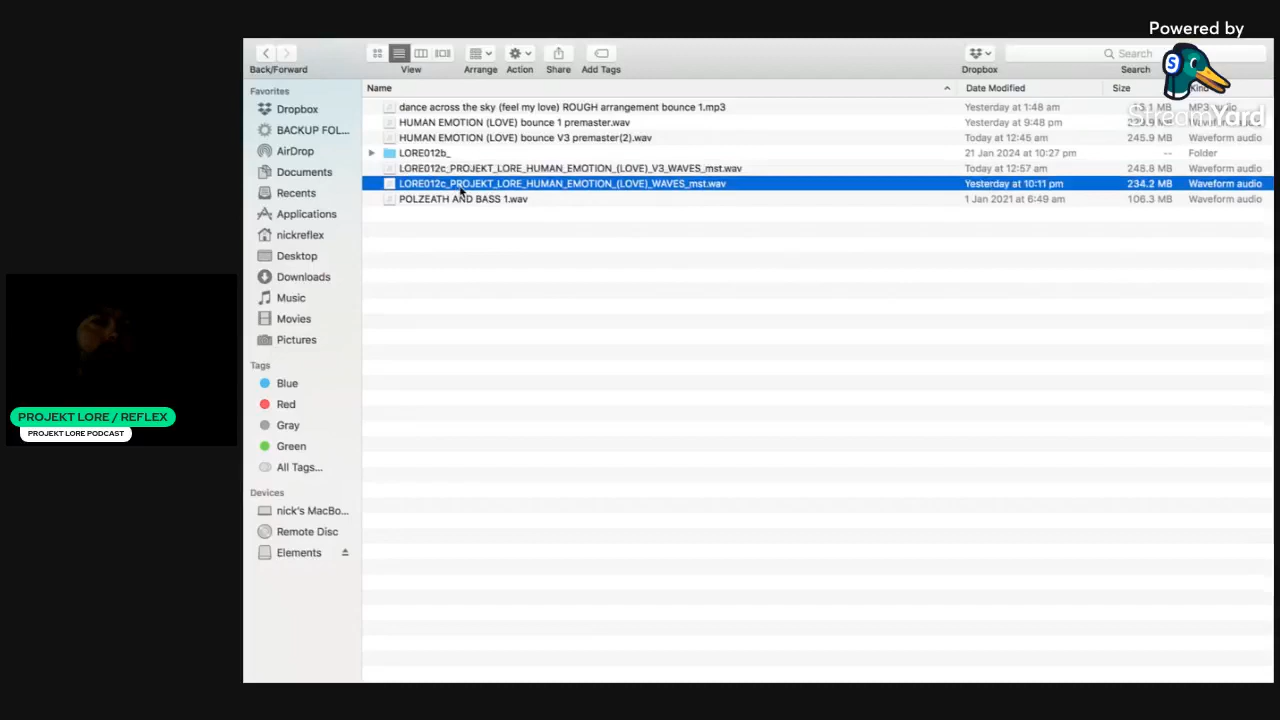 Powered by
StreamYard
Back/Forward
View
Arrange
Action
Share
Add Tags
Dropbox
Search
Search
Favorites
Dropbox
BACKUP FOL...
AirDrop
Documents
Recents
Applications
nickreflex
Desktop
Downloads
Music
Movies
Pictures
Tags
Blue
Red
Gray
Green
All Tags...
Devices
nick's MacBo...
Remote Disc
Elements
Name Date Modified Size Kind
dance across the sky (feel my love) ROUGH arrangement bounce 1.mp3 Yesterday at 1:48 am MB
HUMAN EMOTION (LOVE) bounce 1 premaster.wav Yesterday at 9:48 pm MB Waveform audio
HUMAN EMOTION (LOVE) bounce V3 premaster(2).wav Today at 12:45 am 245.9 MB Waveform audio
LORE012b_ 21 Jan 2024 at 10:27 pm -- Folder
LORE012c_PROJEKT_LORE_HUMAN_EMOTION_(LOVE)_V3_WAVES_mst.wav Today at 12:57 am 248.8 MB Waveform audio
LORE012c_PROJEKT_LORE_HUMAN_EMOTION_(LOVE)_WAVES_mst.wav Yesterday at 10:11 pm 234.2 MB Waveform audio
POLZEATH AND BASS 1.wav 1 Jan 2021 at 6:49 am 106.3 MB Waveform audio
PROJEKT LORE / REFLEX
PROJEKT LORE PODCAST